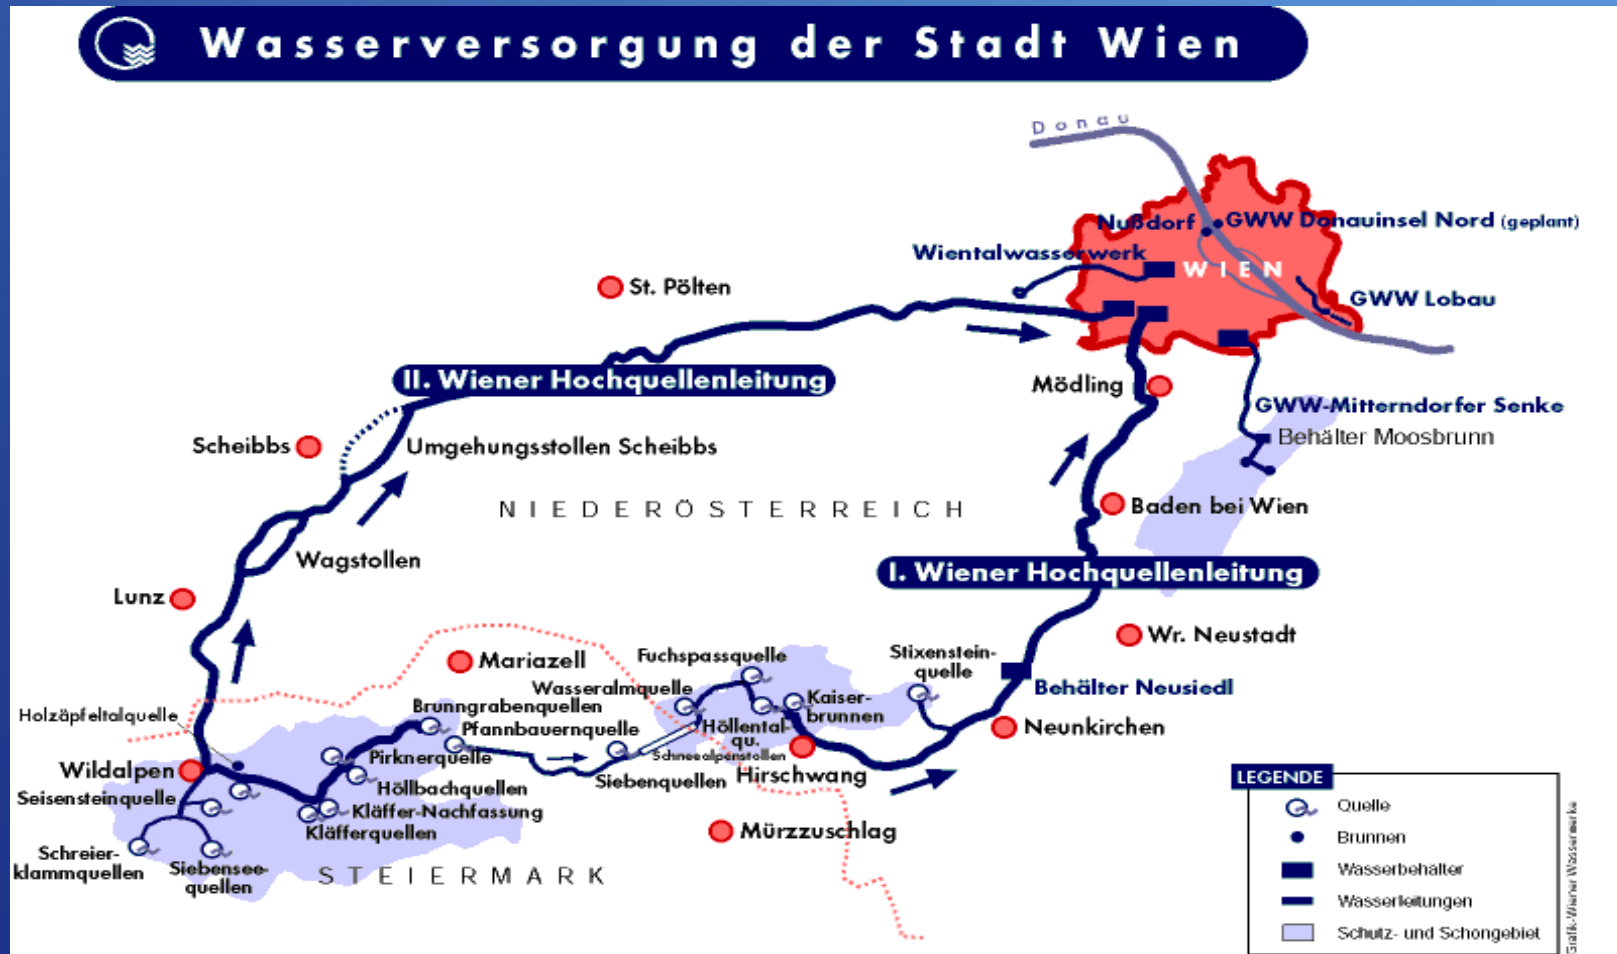 Wasserversorgung der Stadt Wien
Donau
Nußdorf
GWW Donauinsel Nord (geplant)
Wientalwasserwerk
WIEN
St. Pölten
GWW Lobau
II. Wiener Hochquellenleitung
Mödling
GWW-Mitterndorfer Senke
Behälter Moosbrunn
Scheibbs
Umgehungsstollen Scheibbs
NIEDERÖSTERREICH
Baden bei Wien
Wagstollen
I. Wiener Hochquellenleitung
Lunz
Wr. Neustadt
Mariazell
Fuchspassquelle
Stixenstein-
quelle
Wasseralmquelle
Behälter Neusiedl
Holzäpfeltalquelle
Brunngrabenquellen
Kaiser-
brunnen
Pfannbauernquelle
Höllental-
qu.
Neunkirchen
Pirknerquelle
Schneealpenstollen
Wildalpen
Siebenquellen
Hirschwang
Höllbachquellen
Seisensteinquelle
Kläffer-Nachfassung
Kläfferquellen
Mürzzuschlag
Schreier-
klammquellen
Siebensee-
quellen
STEIERMARK
LEGENDE
Quelle
Brunnen
Wasserbehälter
Wasserleitungen
Schutz- und Schongebiet
Grafik-Wiener Wasserwerke